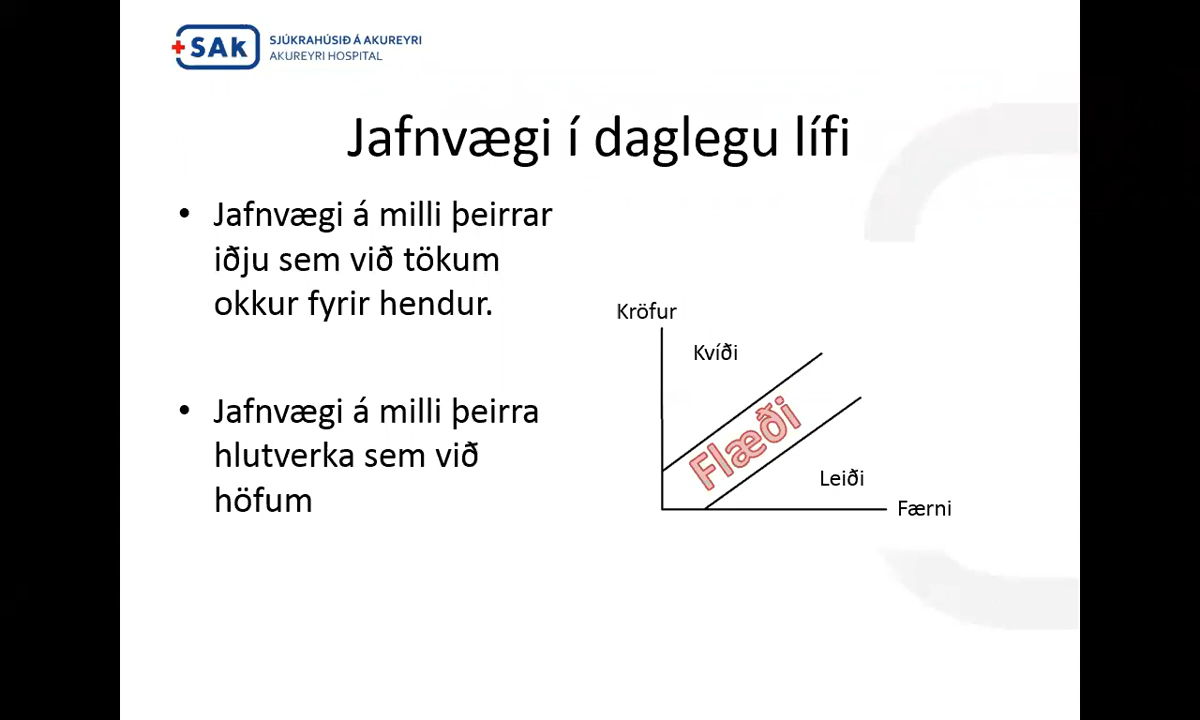 SAk
SJÚKRAHÚSIÐ Á AKUREYRI
AKUREYRI HOSPITAL
Jafnvægi í daglegu lífi
• Jafnvægi á milli þeirrar
iðju sem við tökum
okkur fyrir hendur.
• Jafnvægi á milli þeirra
hlutverka sem við
höfum
Kröfur
Kvíði
Flæði
Leiði
Færni